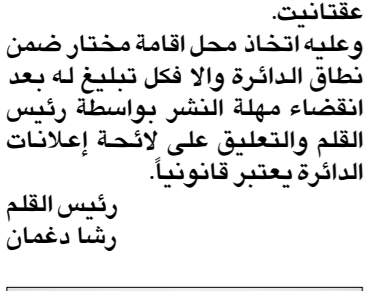 عقتانيت.
وعليه اتخاذ محل اقامة مختار ضمن
نطاق الدائرة والا فكل تبليغ له بعد
انقضاء مهلة النشر بواسطة رئيس
القلم والتعليق على لائحة إعلانات
الدائرة يعتبر قانونياً.
رئيس القلم
رشا دغمان